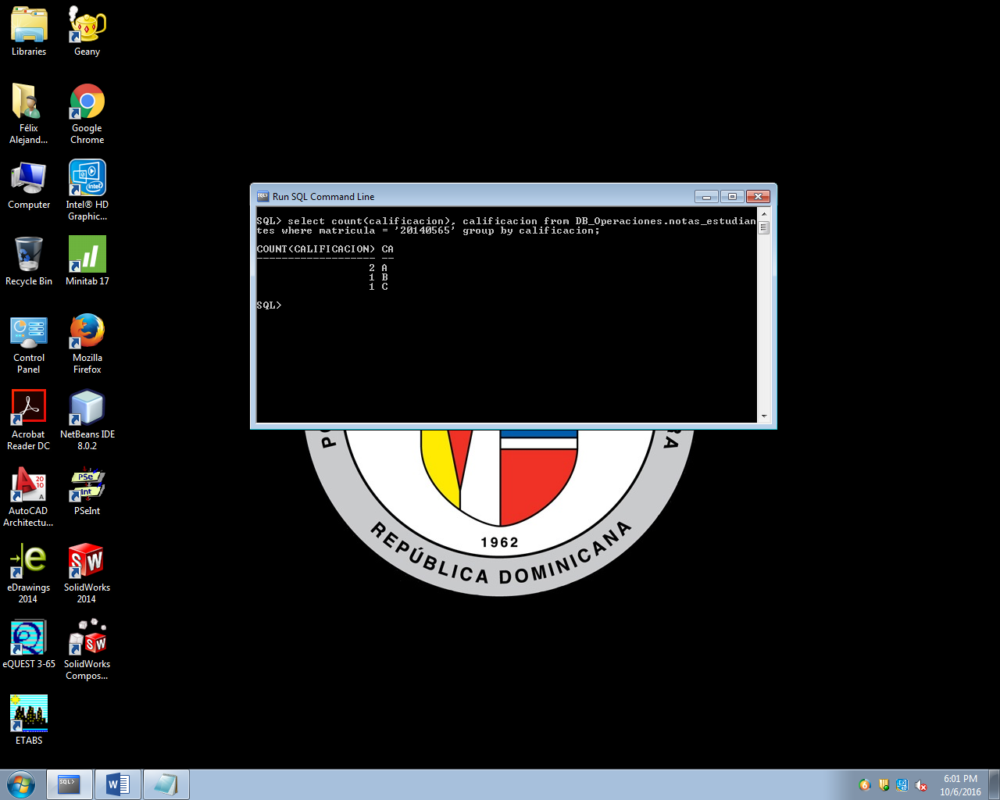 Libraries
Geany
Félix
Alejand...
Google
Chrome
Computer
Intel® HD
Graphic...
Recycle Bin
Minitab 17
Control
Panel
Mozilla
Firefox
Acrobat
Reader DC
NetBeans IDE
8.0.2
AutoCAD
Architectu...
PSeInt
eDrawings
2014
SolidWorks
2014
eQUEST 3-65
SolidWorks
Compos...
ETABS
Run SQL Command Line
SQL> select count(calificacion), calificacion from DB_Operaciones.notas_estudian
tes where matricula = '20140565' group by calificacion;
COUNT(CALIFICACION) CA
------------------- --
2 A
1 B
1 C
SQL>
1962
REPÚBLICA DOMINICANA
6:01 PM
10/6/2016